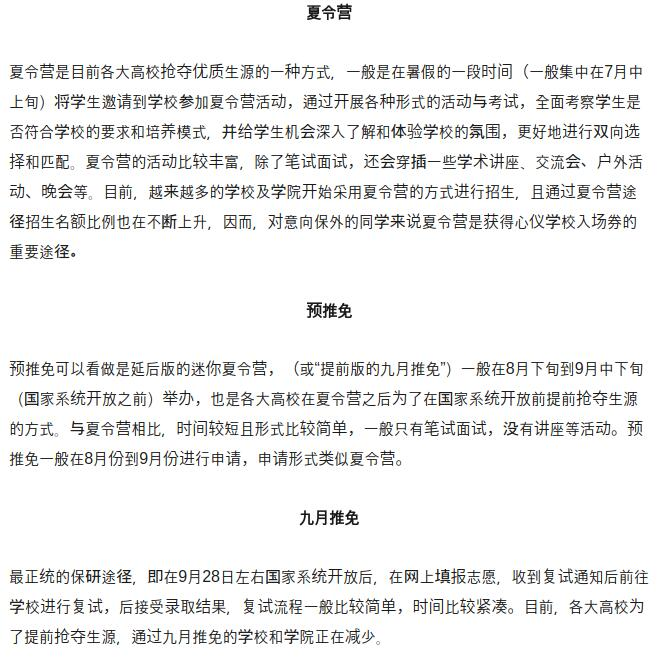 夏令营
夏令营是目前各大高校抢夺优质生源的一种方式，一般是在暑假的一段时间（一般集中在7月中
上旬）将学生邀请到学校参加夏令营活动，通过开展各种形式的活动与考试，全面考察学生是
否符合学校的要求和培养模式，并给学生机会深入了解和体验学校的氛围，更好地进行双向选
择和匹配。夏令营的活动比较丰富，除了笔试面试，还会穿插一些学术讲座、交流会、户外活
动、晚会等。目前，越来越多的学校及学院开始采用夏令营的方式进行招生，且通过夏令营途
径招生名额比例也在不断上升，因而，对意向保外的同学来说夏令营是获得心仪学校入场券的
重要途径。
预推免
预推免可以看做是延后版的迷你夏令营，（或“提前版的九月推免”）一般在8月下旬到9月中下旬
（国家系统开放之前）举办，也是各大高校在夏令营之后为了在国家系统开放前提前抢夺生源
的方式。与夏令营相比，时间较短且形式比较简单，一般只有笔试面试，没有讲座等活动。预
推免一般在8月份到9月份进行申请，申请形式类似夏令营。
九月推免
最正统的保研途径，即在9月28日左右国家系统开放后，在网上填报志愿，收到复试通知后前往
学校进行复试，后接受录取结果，复试流程一般比较简单，时间比较紧凑。目前，各大高校为
了提前抢夺生源，通过九月推免的学校和学院正在减少。